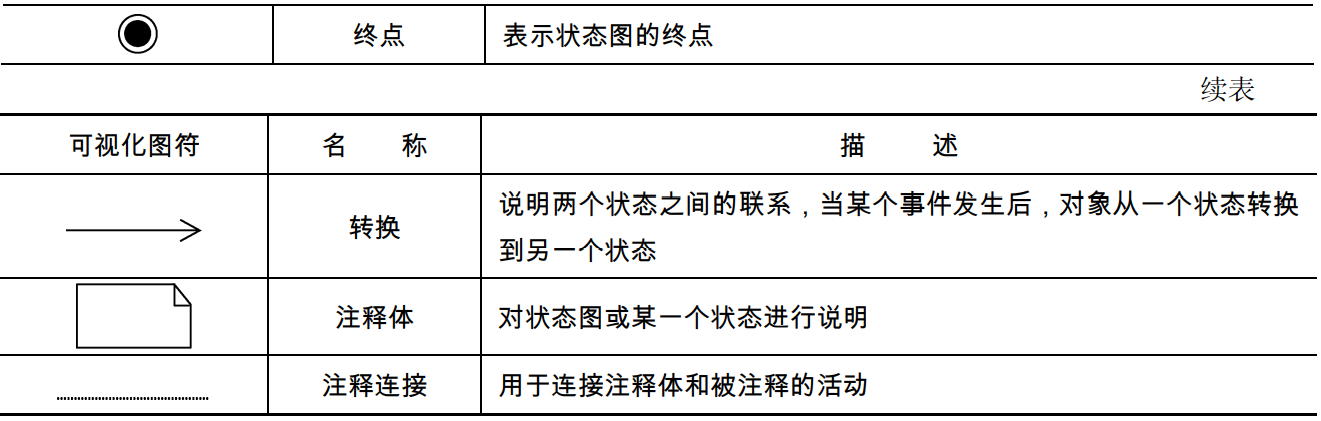 终点 表示状态图的终点
续表
可视化图符 名 称 描 述
说明两个状态之间的联系，当某个事件发生后，对象从一个状态转换
转换
到另一个状态
注释体 对状态图或某一个状态进行说明
注释连接 用于连接注释体和被注释的活动